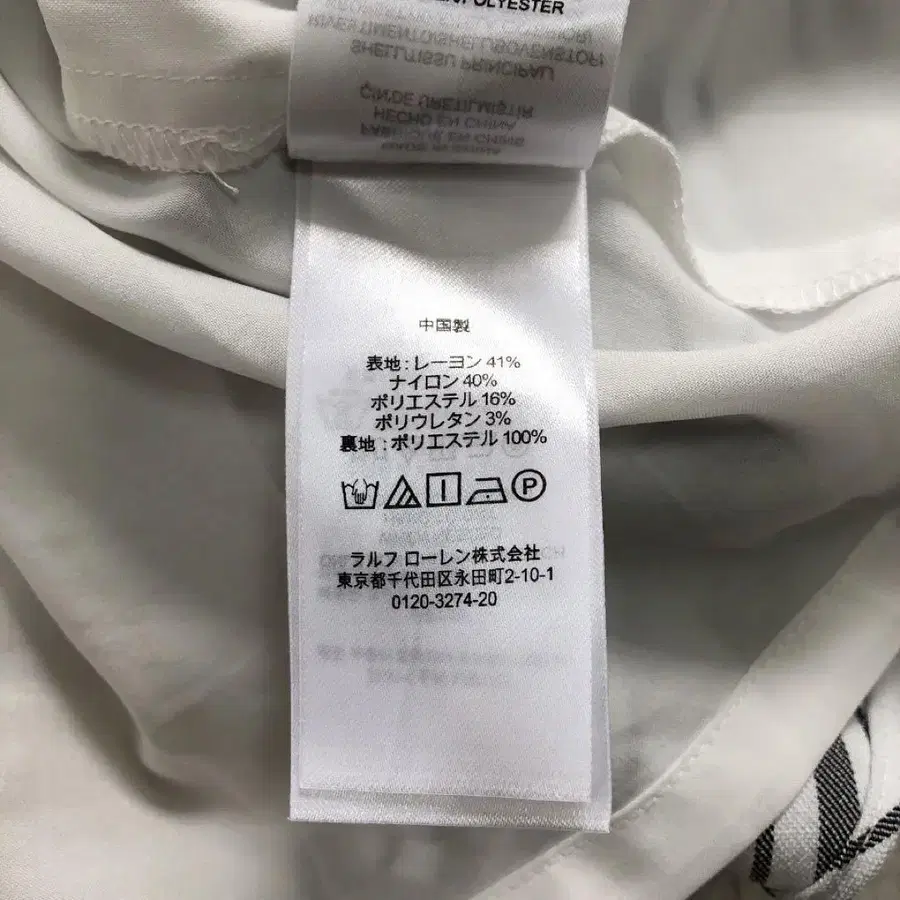 POLYESTER
中国製
表地 : レーヨン 41%
ナイロン 40%
ポリエステル 16%
ポリウレタン 3%
裏地 : ポリエステル 100%
P
ラルフ ローレン株式会社
東京都千代田区永田町2-10-1
0120-3274-20